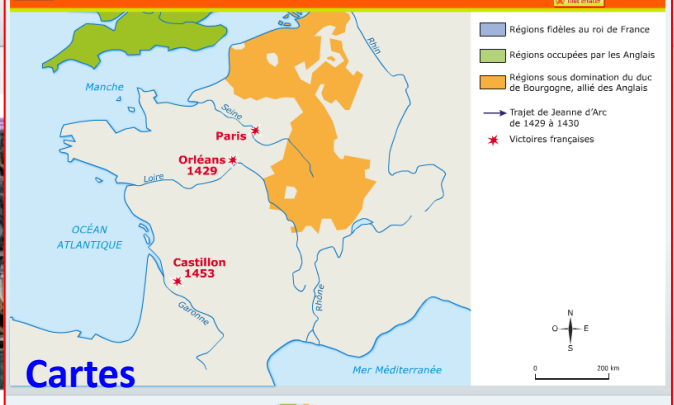 Tout effacer
Régions fidèles au roi de France
Régions occupées par les Anglais
Régions sous domination du duc
de Bourgogne, allié des Anglais
Trajet de Jeanne d'Arc
de 1429 à 1430
Victoires françaises
Rhin
Manche
Seine
Paris
Orléans
1429
Loire
OCÉAN
ATLANTIQUE
Castillon
1453
Garonne
Rhône
Mer Méditerranée
N
O
E
S
0
200 km
Cartes